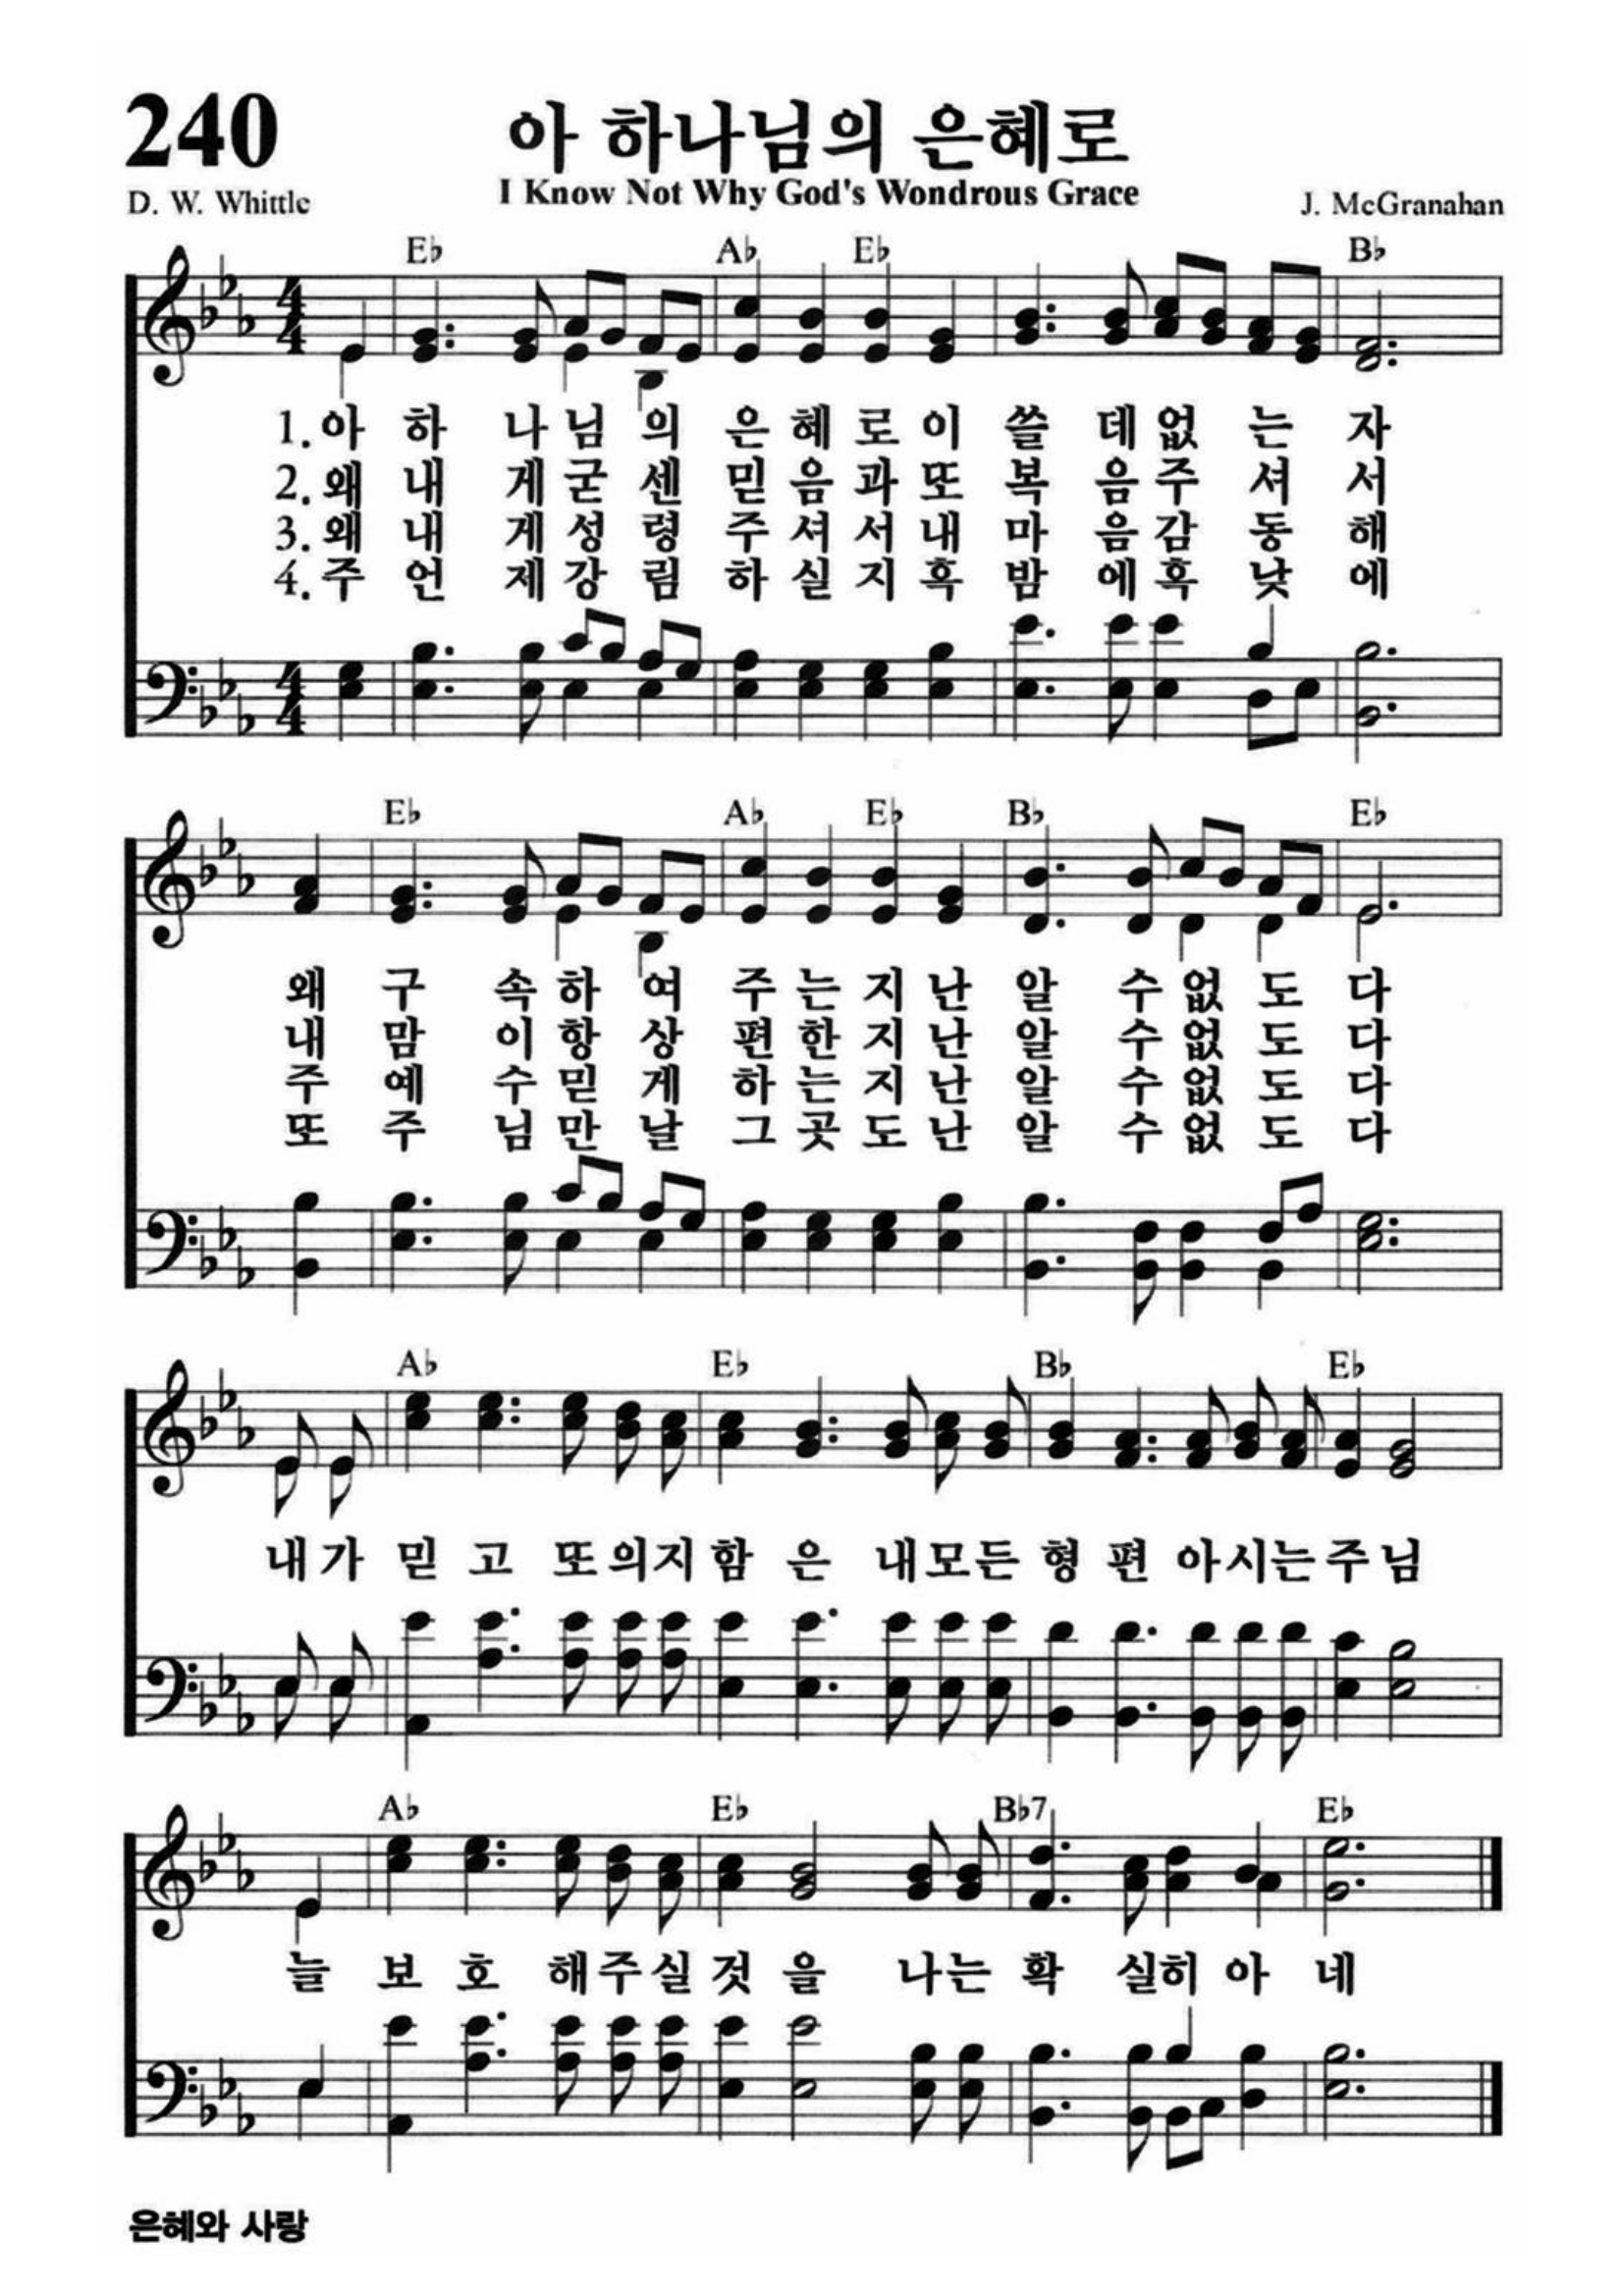 240
아 하나님의 은혜로
I Know Not Why God's Wondrous Grace
D. W. Whittle
J. McGranahan
E♭ A♭ E♭ B♭
1.아 하 나 님 의 은 혜 로 이 쓸 데 없 는 자
2.왜 내 게 굳 센 믿 음 과 또 복 음 주 셔 서
3.왜 내 게 성 령 주 셔 서 내 마 음 감 동 해
4.주 언 제 강 림 하 실 지 혹 밤 에 혹 낮 에
E♭ A♭ E♭ B♭ E♭
왜 구 속 하 여 주 는 지 난 알 수 없 도 다
내 맘 이 항 상 편 한 지 난 알 수 없 도 다
주 예 수 믿 게 하 는 지 난 알 수 없 도 다
또 주 님 만 날 그 곳 도 난 알 수 없 도 다
A♭ E♭ B♭ E♭
내 가 믿 고 또 의 지 함 은 내 모 든 형 편 아 시 는 주 님
A♭ E♭ B♭7 E♭
늘 보 호 해 주 실 것 을 나 는 확 실 히 아 네
은혜와 사랑